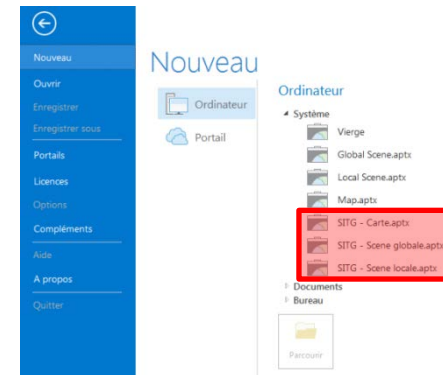 Nouveau
Ouvrir
Enregistrer
Enregistrer sous
Portails
Licences
Options
Compléments
Aide
A propos
Quitter
Nouveau
Ordinateur
Portail
Ordinateur
Système
Vierge
Global Scene.aptx
Local Scene.aptx
Map.aptx
SITG - Carte.aptx
SITG - Scene globale.aptx
SITG - Scene locale.aptx
Documents
Bureau
Parcourir